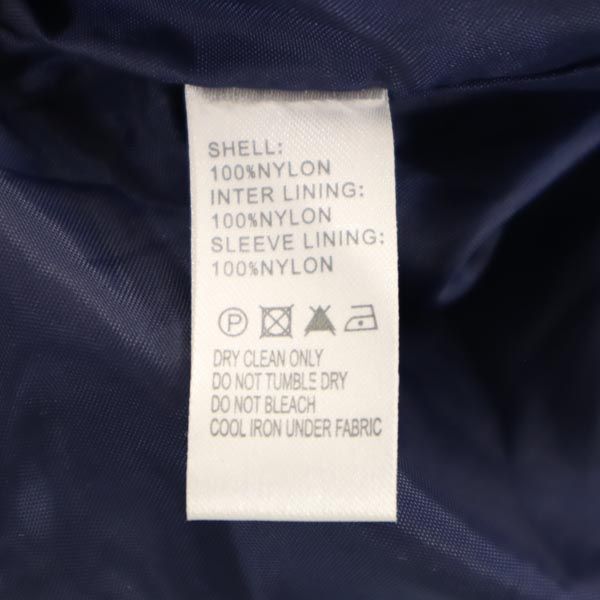 SHELL:
100%NYLON
INTER LINING:
100%NYLON
SLEEVE LINING:
100%NYLON
P
DRY CLEAN ONLY
DO NOT TUMBLE DRY
DO NOT BLEACH
COOL IRON UNDER FABRIC